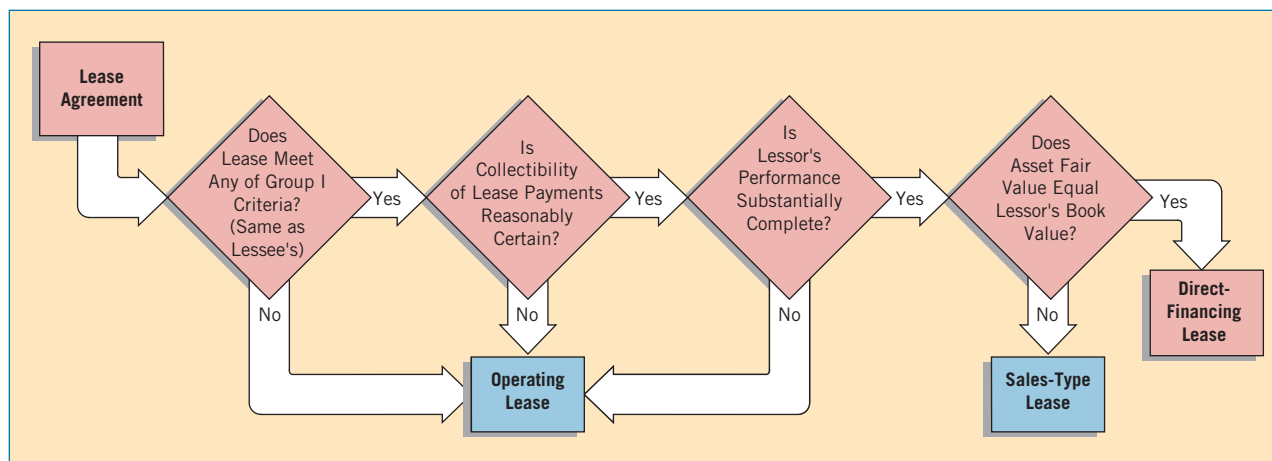 Lease
Agreement
Does
Lease Meet
Any of Group I
Criteria?
(Same as
Lessee's)
Yes
No
Is
Collectibility
of Lease Payments
Reasonably
Certain?
Yes
No
Is
Lessor's
Performance
Substantially
Complete?
Yes
No
Does
Asset Fair
Value Equal
Lessor's Book
Value?
Yes
No
Operating
Lease
Sales-Type
Lease
Direct-
Financing
Lease